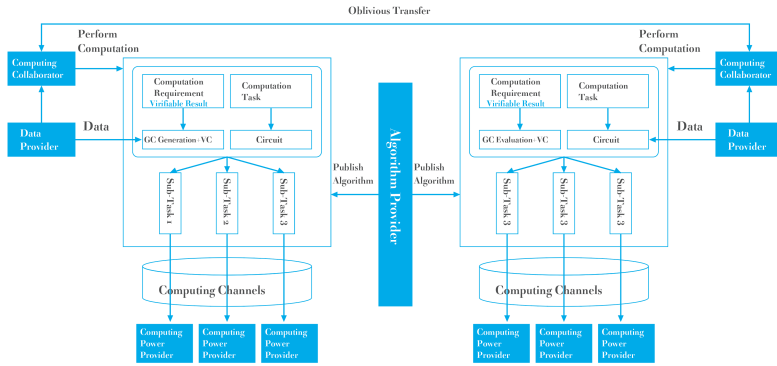 Oblivious Transfer
Perform
Computation
Computing
Collaborator
Data
Provider
Data
Computation
Requirement
Virifiable Result
Computation
Task
GC Generation+VC
Circuit
Sub-Task 1
Sub-Task 2
Sub-Task 3
Computing Channels
Computing
Power
Provider
Computing
Power
Provider
Computing
Power
Provider
Publish
Algorithm
Algorithm Provider
Publish
Algorithm
Computation
Requirement
Virifiable Result
Computation
Task
GC Evaluation+VC
Circuit
Sub-Task 3
Sub-Task 3
Sub-Task 3
Computing Channels
Computing
Power
Provider
Computing
Power
Provider
Computing
Power
Provider
Perform
Computation
Computing
Collaborator
Data
Data
Provider